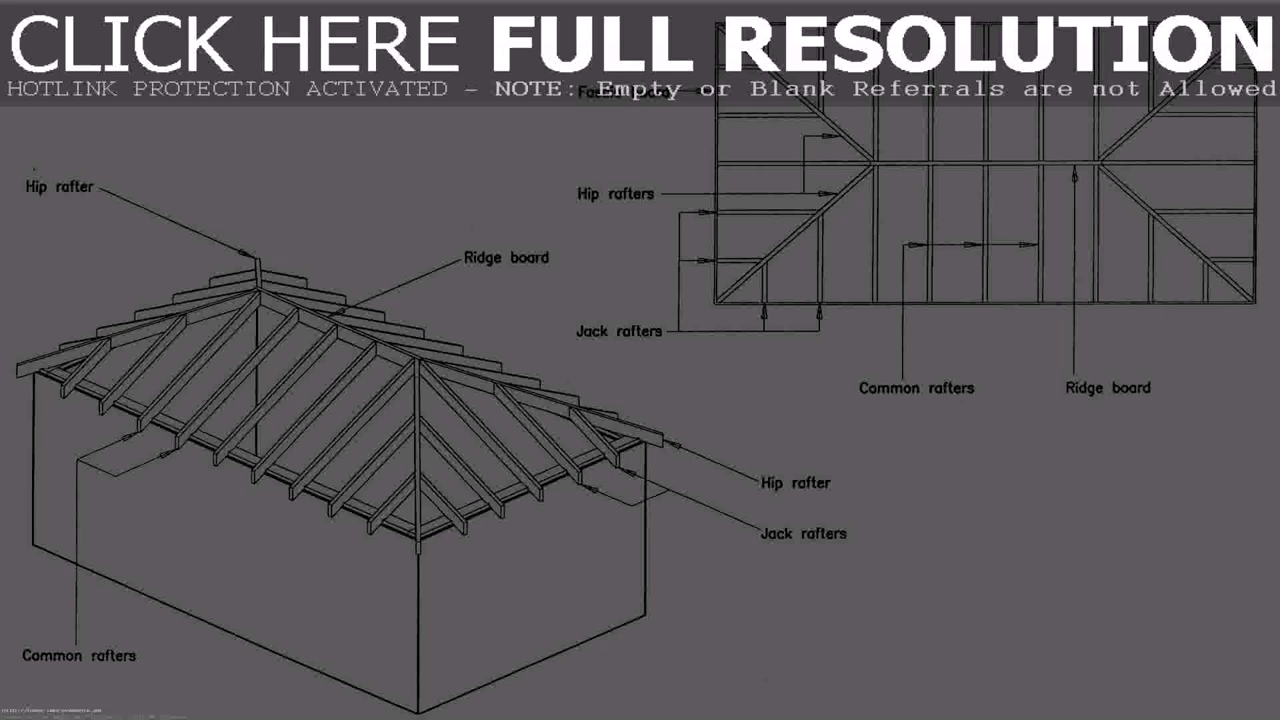 CLICK HERE FULL RESOLUTION
HOTLINK PROTECTION ACTIVATED - NOTE: Empty or Blank Referrals are not Allowed
Hip rafter
Hip rafters
Ridge board
Jack rafters
Common rafters
Ridge board
Hip rafter
Jack rafters
Common rafters